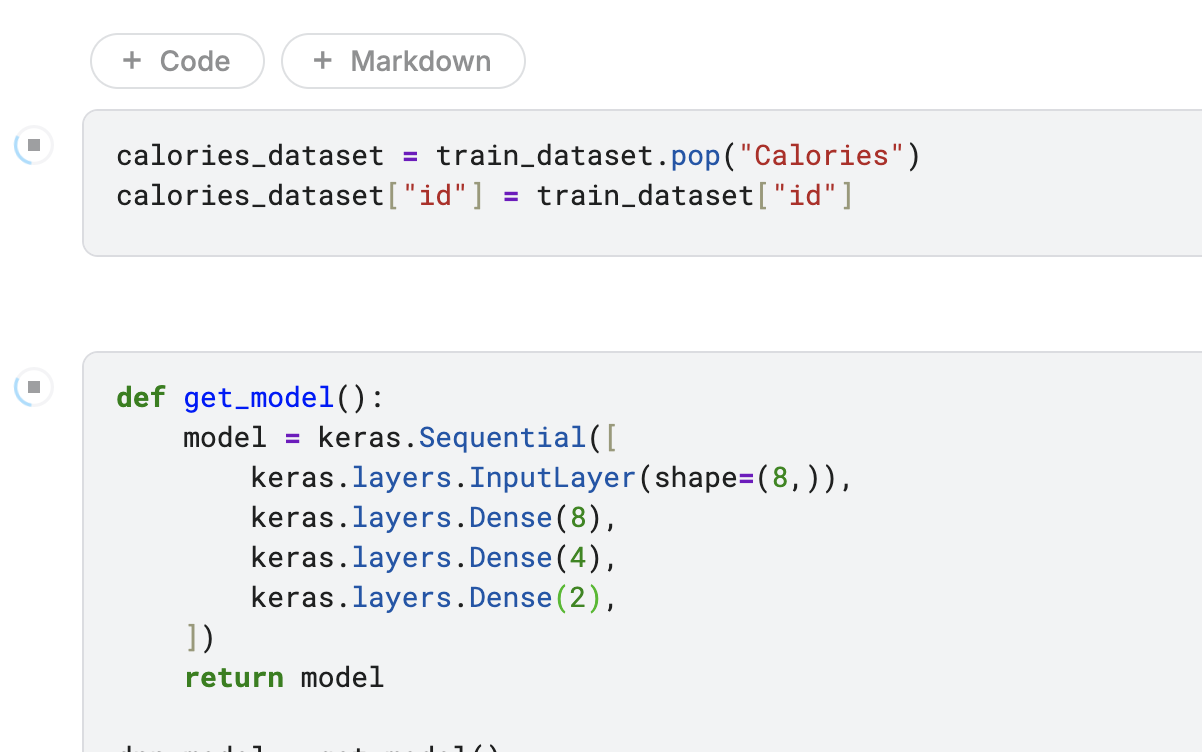 + Code + Markdown
calories_dataset = train_dataset.pop("Calories")
calories_dataset["id"] = train_dataset["id"]
def get_model():
    model = keras.Sequential([
        keras.layers.InputLayer(shape=(8,)),
        keras.layers.Dense(8),
        keras.layers.Dense(4),
        keras.layers.Dense(2),
    ])
    return model